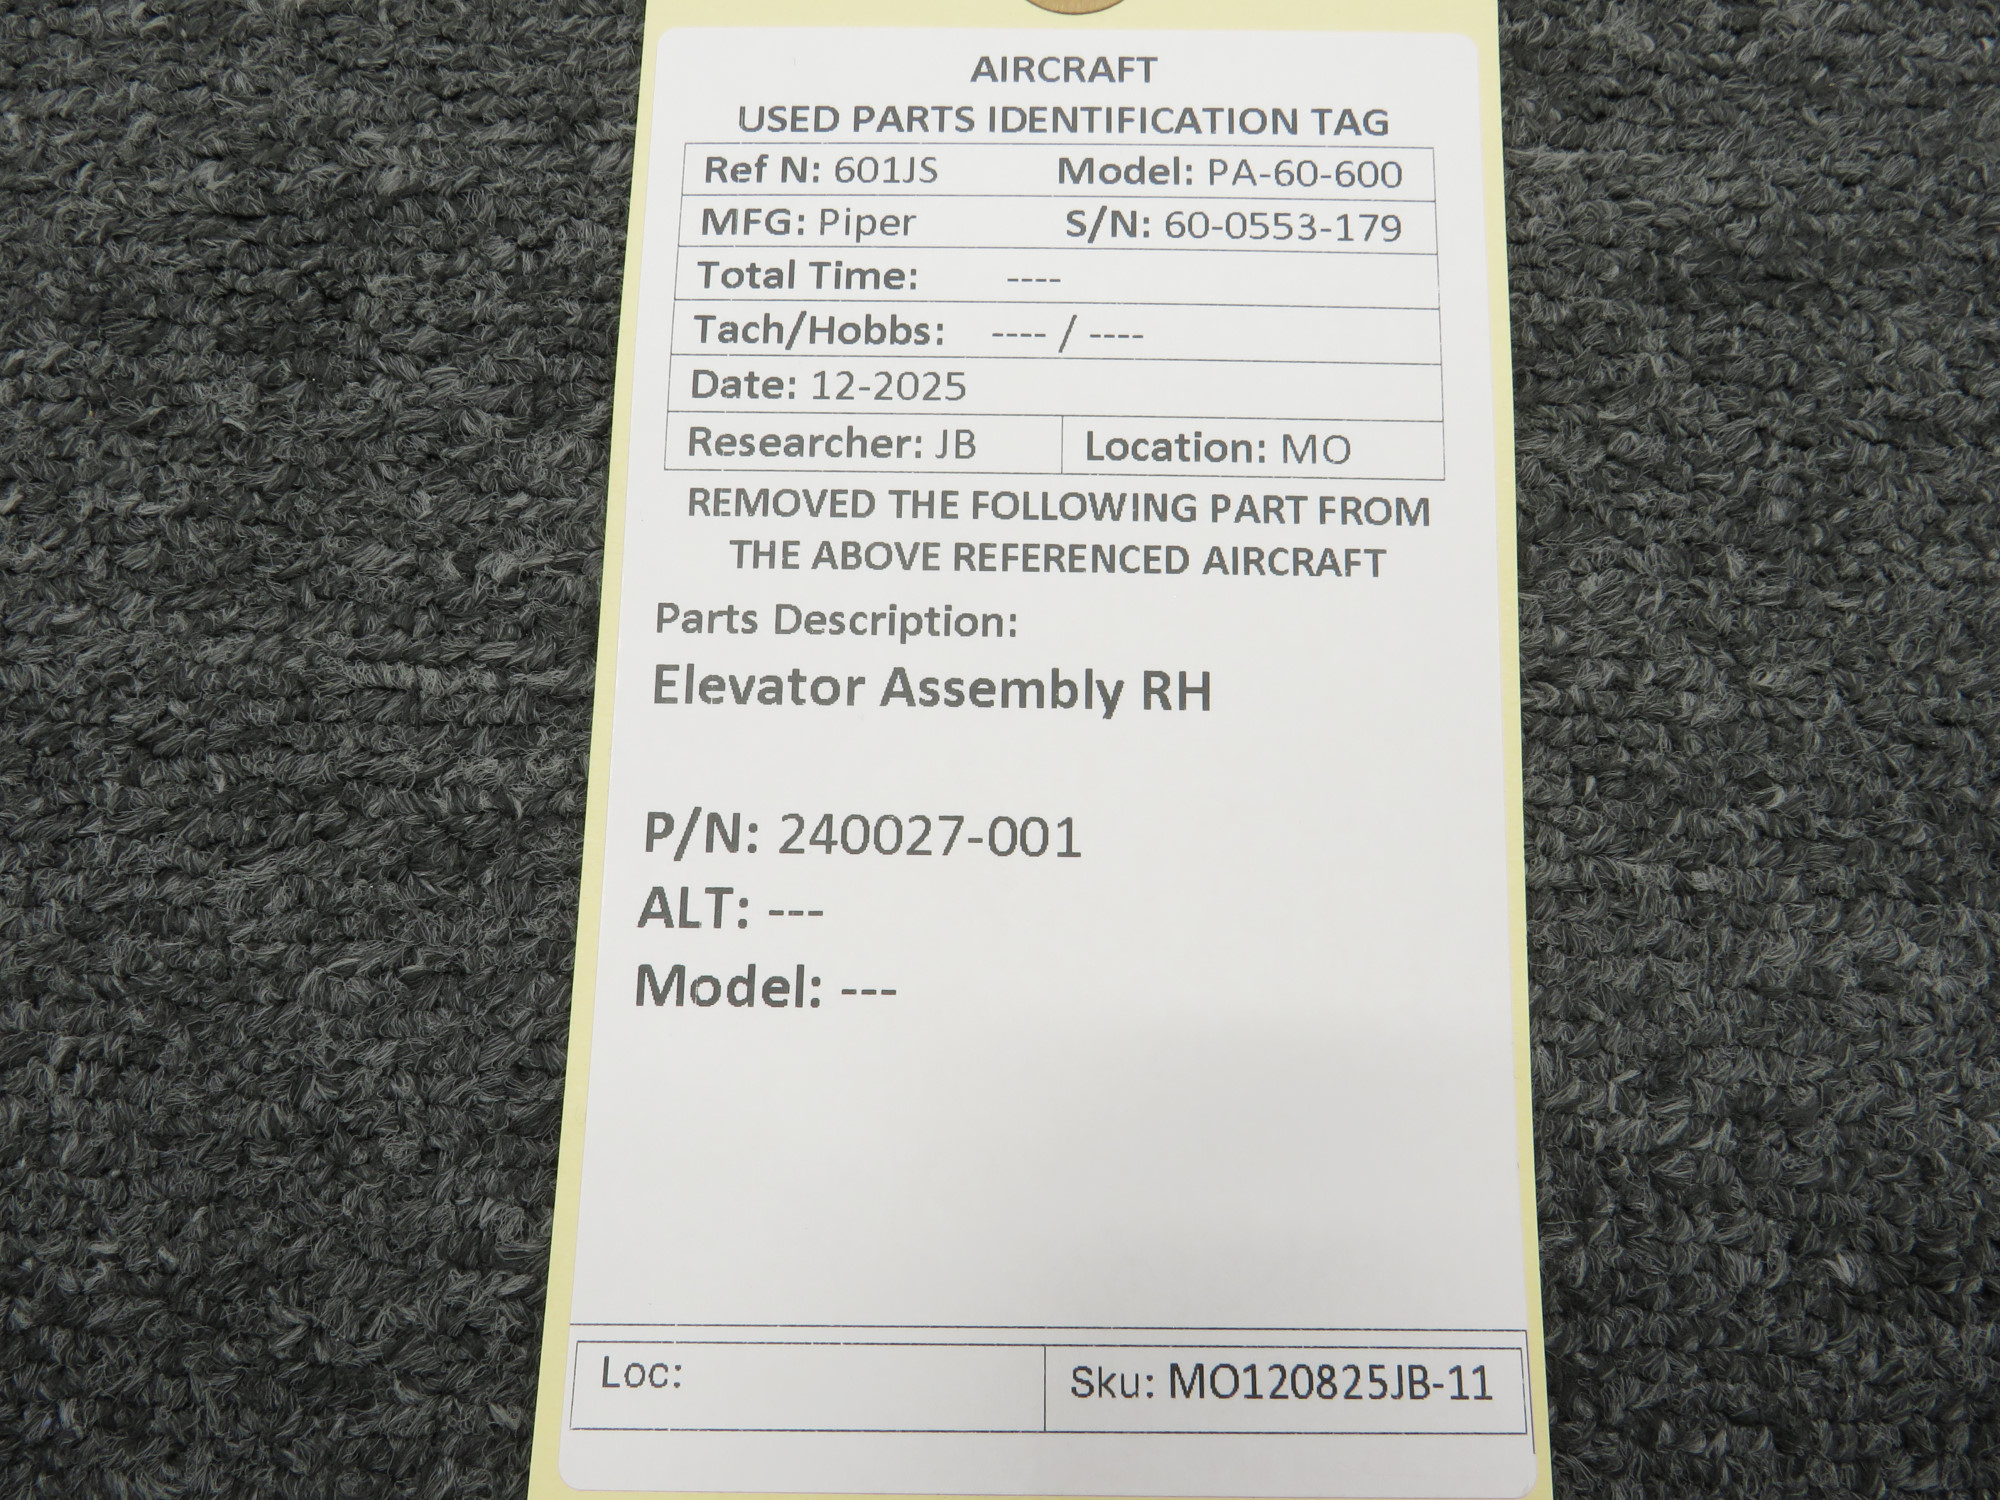 AIRCRAFT
USED PARTS IDENTIFICATION TAG
Ref N: 601JS Model: PA-60-600
MFG: Piper S/N: 60-0553-179
Total Time: ----
Tach/Hobbs: ---- / ----
Date: 12-2025
Researcher: JB Location: MO
REMOVED THE FOLLOWING PART FROM
THE ABOVE REFERENCED AIRCRAFT
Parts Description:
Elevator Assembly RH
P/N: 240027-001
ALT: ---
Model: ---
Loc: Sku: MO120825JB-11